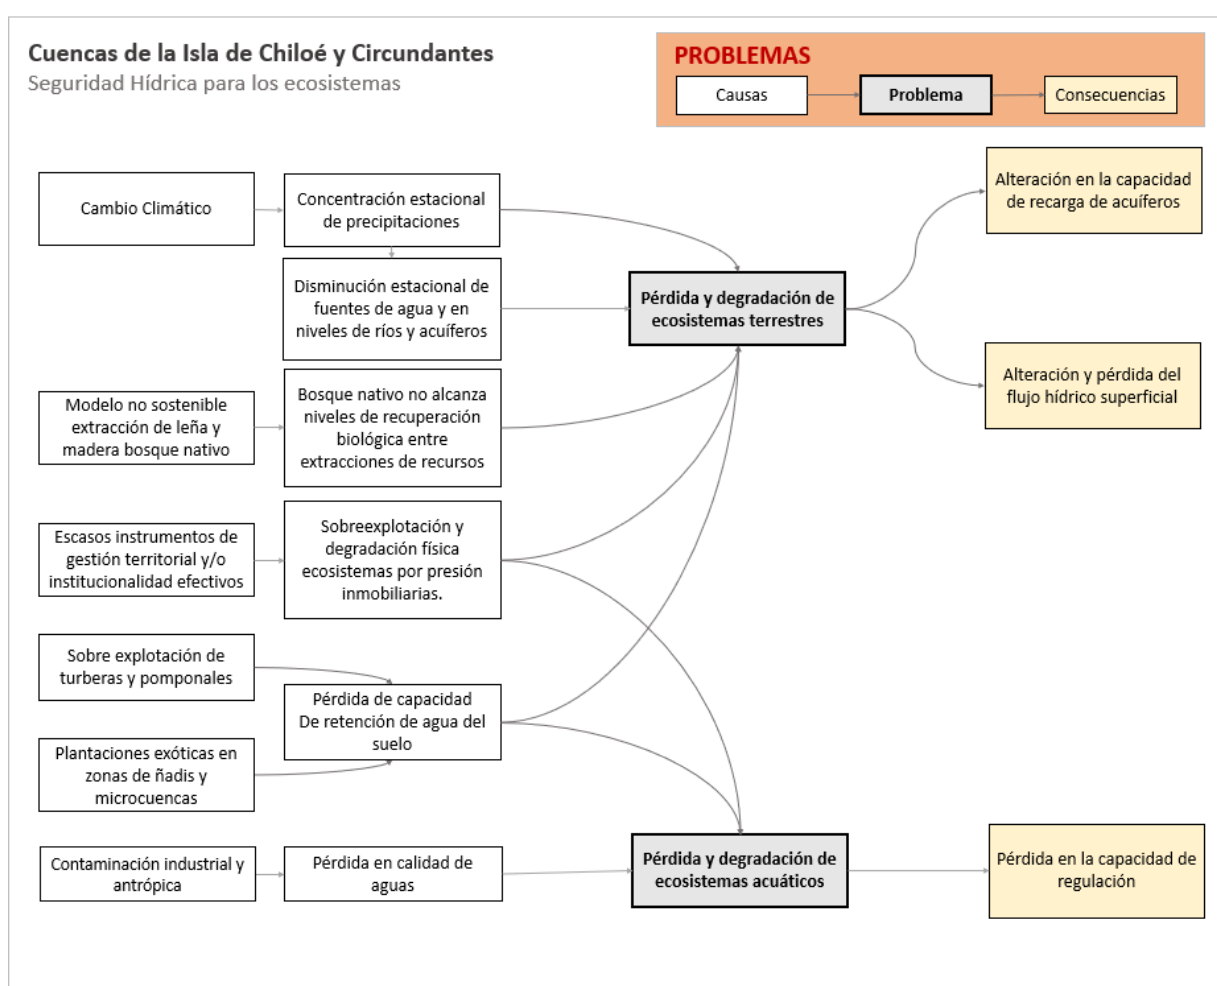 Cuencas de la Isla de Chiloé y Circundantes
Seguridad Hídrica para los ecosistemas
PROBLEMAS
Causas
Problema
Consecuencias
Cambio Climático
Concentración estacional
de precipitaciones
Disminución estacional de
fuentes de agua y en
niveles de ríos y acuíferos
Modelo no sostenible
extracción de leña y
madera bosque nativo
Bosque nativo no alcanza
niveles de recuperación
biológica entre
extracciones de recursos
Escasos instrumentos de
gestión territorial y/o
institucionalidad efectivos
Sobreexplotación y
degradación física
ecosistemas por presión
inmobiliarias.
Sobre explotación de
turberas y pomponales
Plantaciones exóticas en
zonas de ñadis y
microcuencas
Pérdida de capacidad
De retención de agua del
suelo
Contaminación industrial y
antrópica
Pérdida en calidad de
aguas
Pérdida y degradación de
ecosistemas terrestres
Pérdida y degradación de
ecosistemas acuáticos
Alteración en la capacidad
de recarga de acuíferos
Alteración y pérdida del
flujo hídrico superficial
Pérdida en la capacidad de
regulación